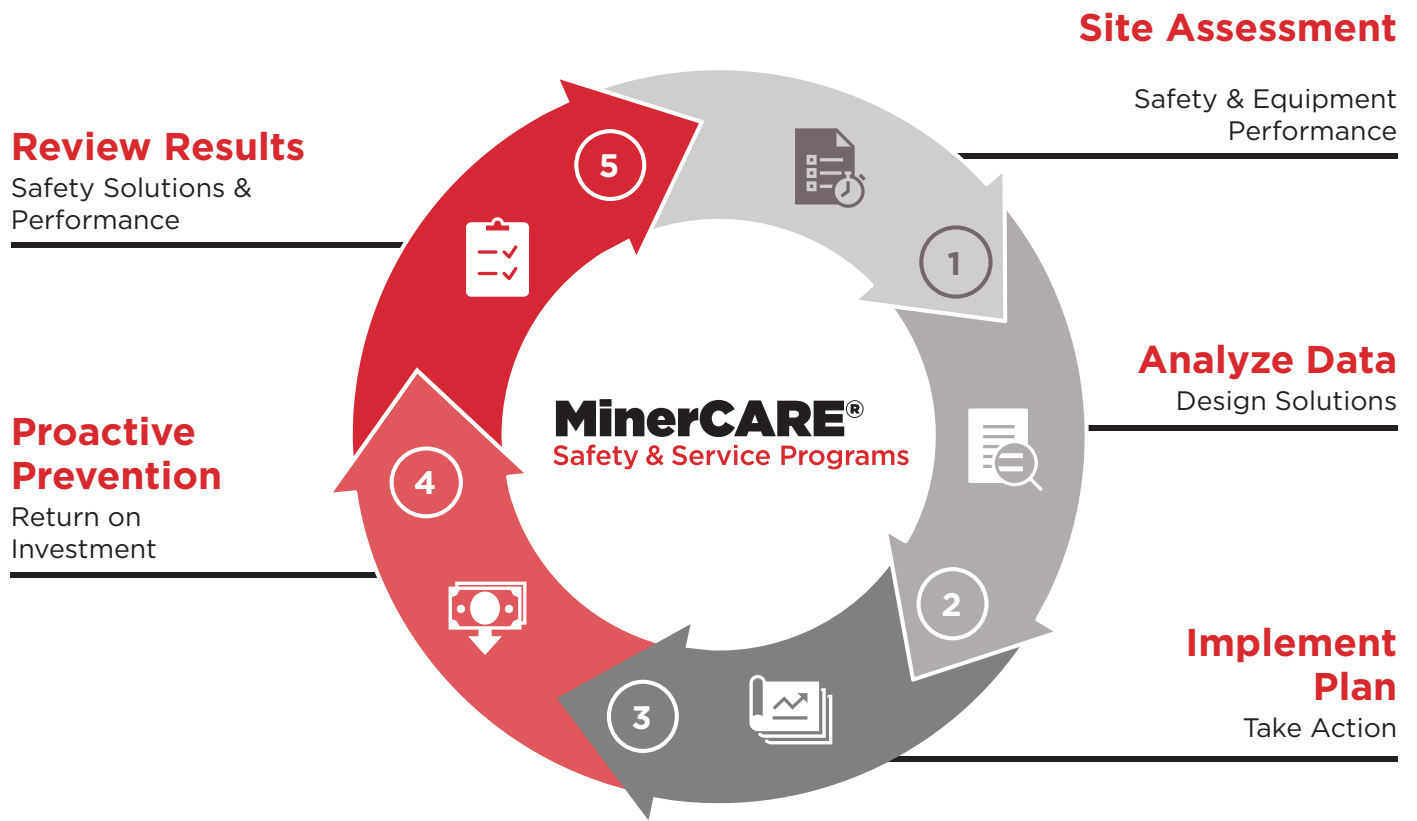 Site Assessment
Safety & Equipment
Performance
1
Analyze Data
Design Solutions
2
Implement
Plan
Take Action
3
Proactive
Prevention
Return on
Investment
4
Review Results
Safety Solutions &
Performance
5
MinerCARE®
Safety & Service Programs